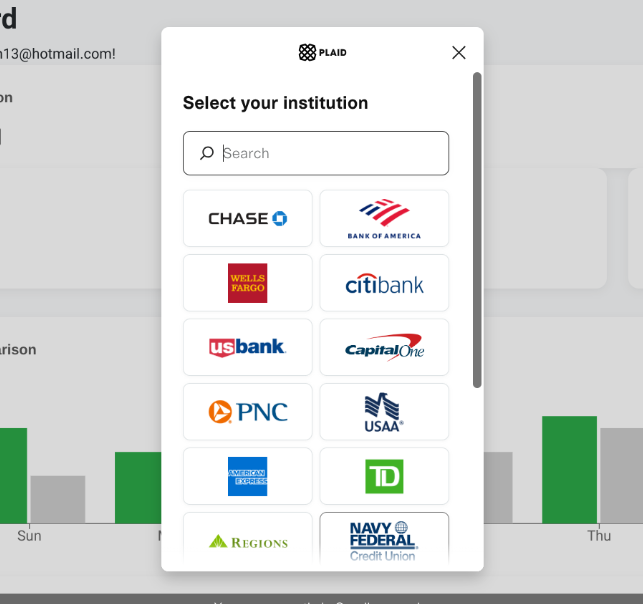 rd
n13@hotmail.com!
on
PLAID
Select your institution
Search
CHASE
BANK OF AMERICA
WELLS
FARGO
citibank
usbank
Capital One
arison
PNC
USAA®
AMERICAN
EXPRESS
TD
REGIONS
NAVY
FEDERAL
Credit Union
Sun
Thu